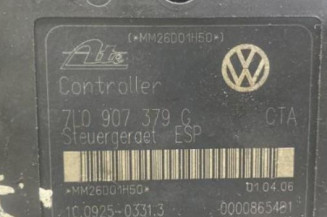 (*MM26D01H50*)
Ate
Controller
7L0 907 379 G CTA
Steuergeraet ESP
*MM26D01H50*
01.04.06
10.0925-0331.3 0000865481